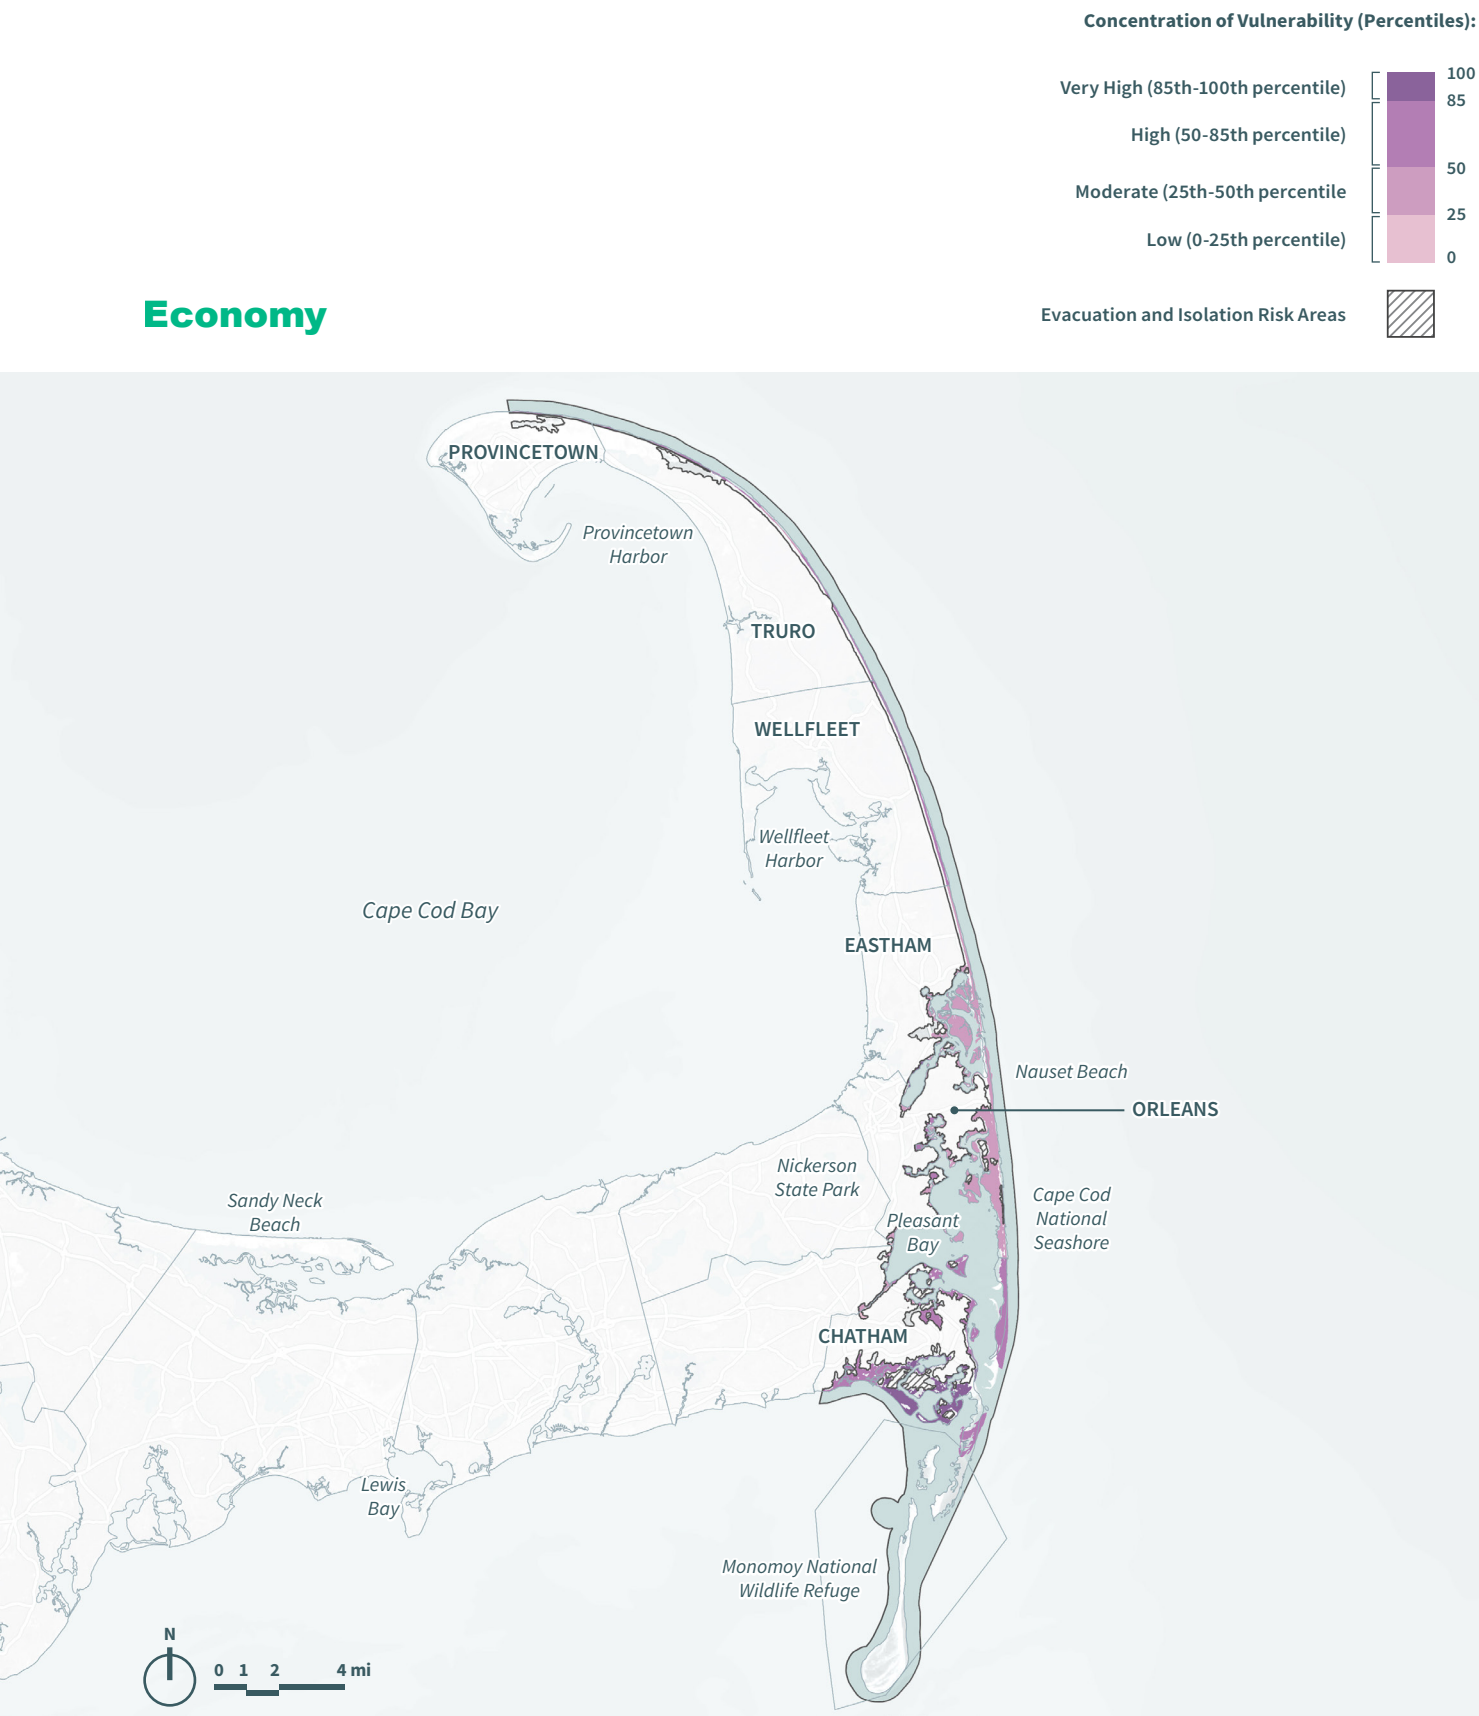 Concentration of Vulnerability (Percentiles):
Very High (85th-100th percentile)
High (50-85th percentile)
Moderate (25th-50th percentile
Low (0-25th percentile)
100
85
50
25
0
Economy
Evacuation and Isolation Risk Areas
PROVINCETOWN
Provincetown
Harbor
TRURO
WELLFLEET
Wellfleet
Harbor
Cape Cod Bay
EASTHAM
Nauset Beach
ORLEANS
Nickerson
State Park
Sandy Neck
Beach
Cape Cod
National
Seashore
Pleasant
Bay
CHATHAM
Lewis
Bay
Monomoy National
Wildlife Refuge
N
0 1 2 4 mi